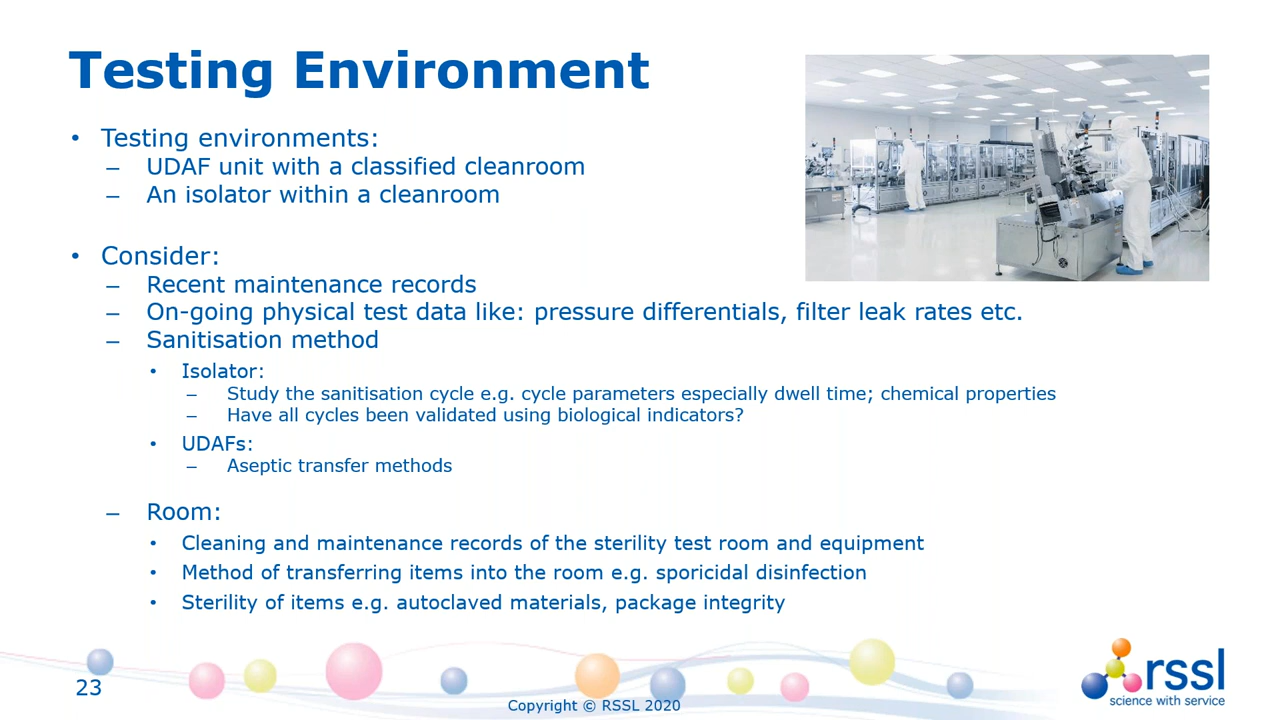 Testing Environment
• Testing environments:
– UDAF unit with a classified cleanroom
– An isolator within a cleanroom
• Consider:
– Recent maintenance records
– On-going physical test data like: pressure differentials, filter leak rates etc.
– Sanitisation method
• Isolator:
– Study the sanitisation cycle e.g. cycle parameters especially dwell time; chemical properties
– Have all cycles been validated using biological indicators?
• UDAFs:
– Aseptic transfer methods
– Room:
• Cleaning and maintenance records of the sterility test room and equipment
• Method of transferring items into the room e.g. sporicidal disinfection
• Sterility of items e.g. autoclaved materials, package integrity
23
Copyright © RSSL 2020
rssl
science with service